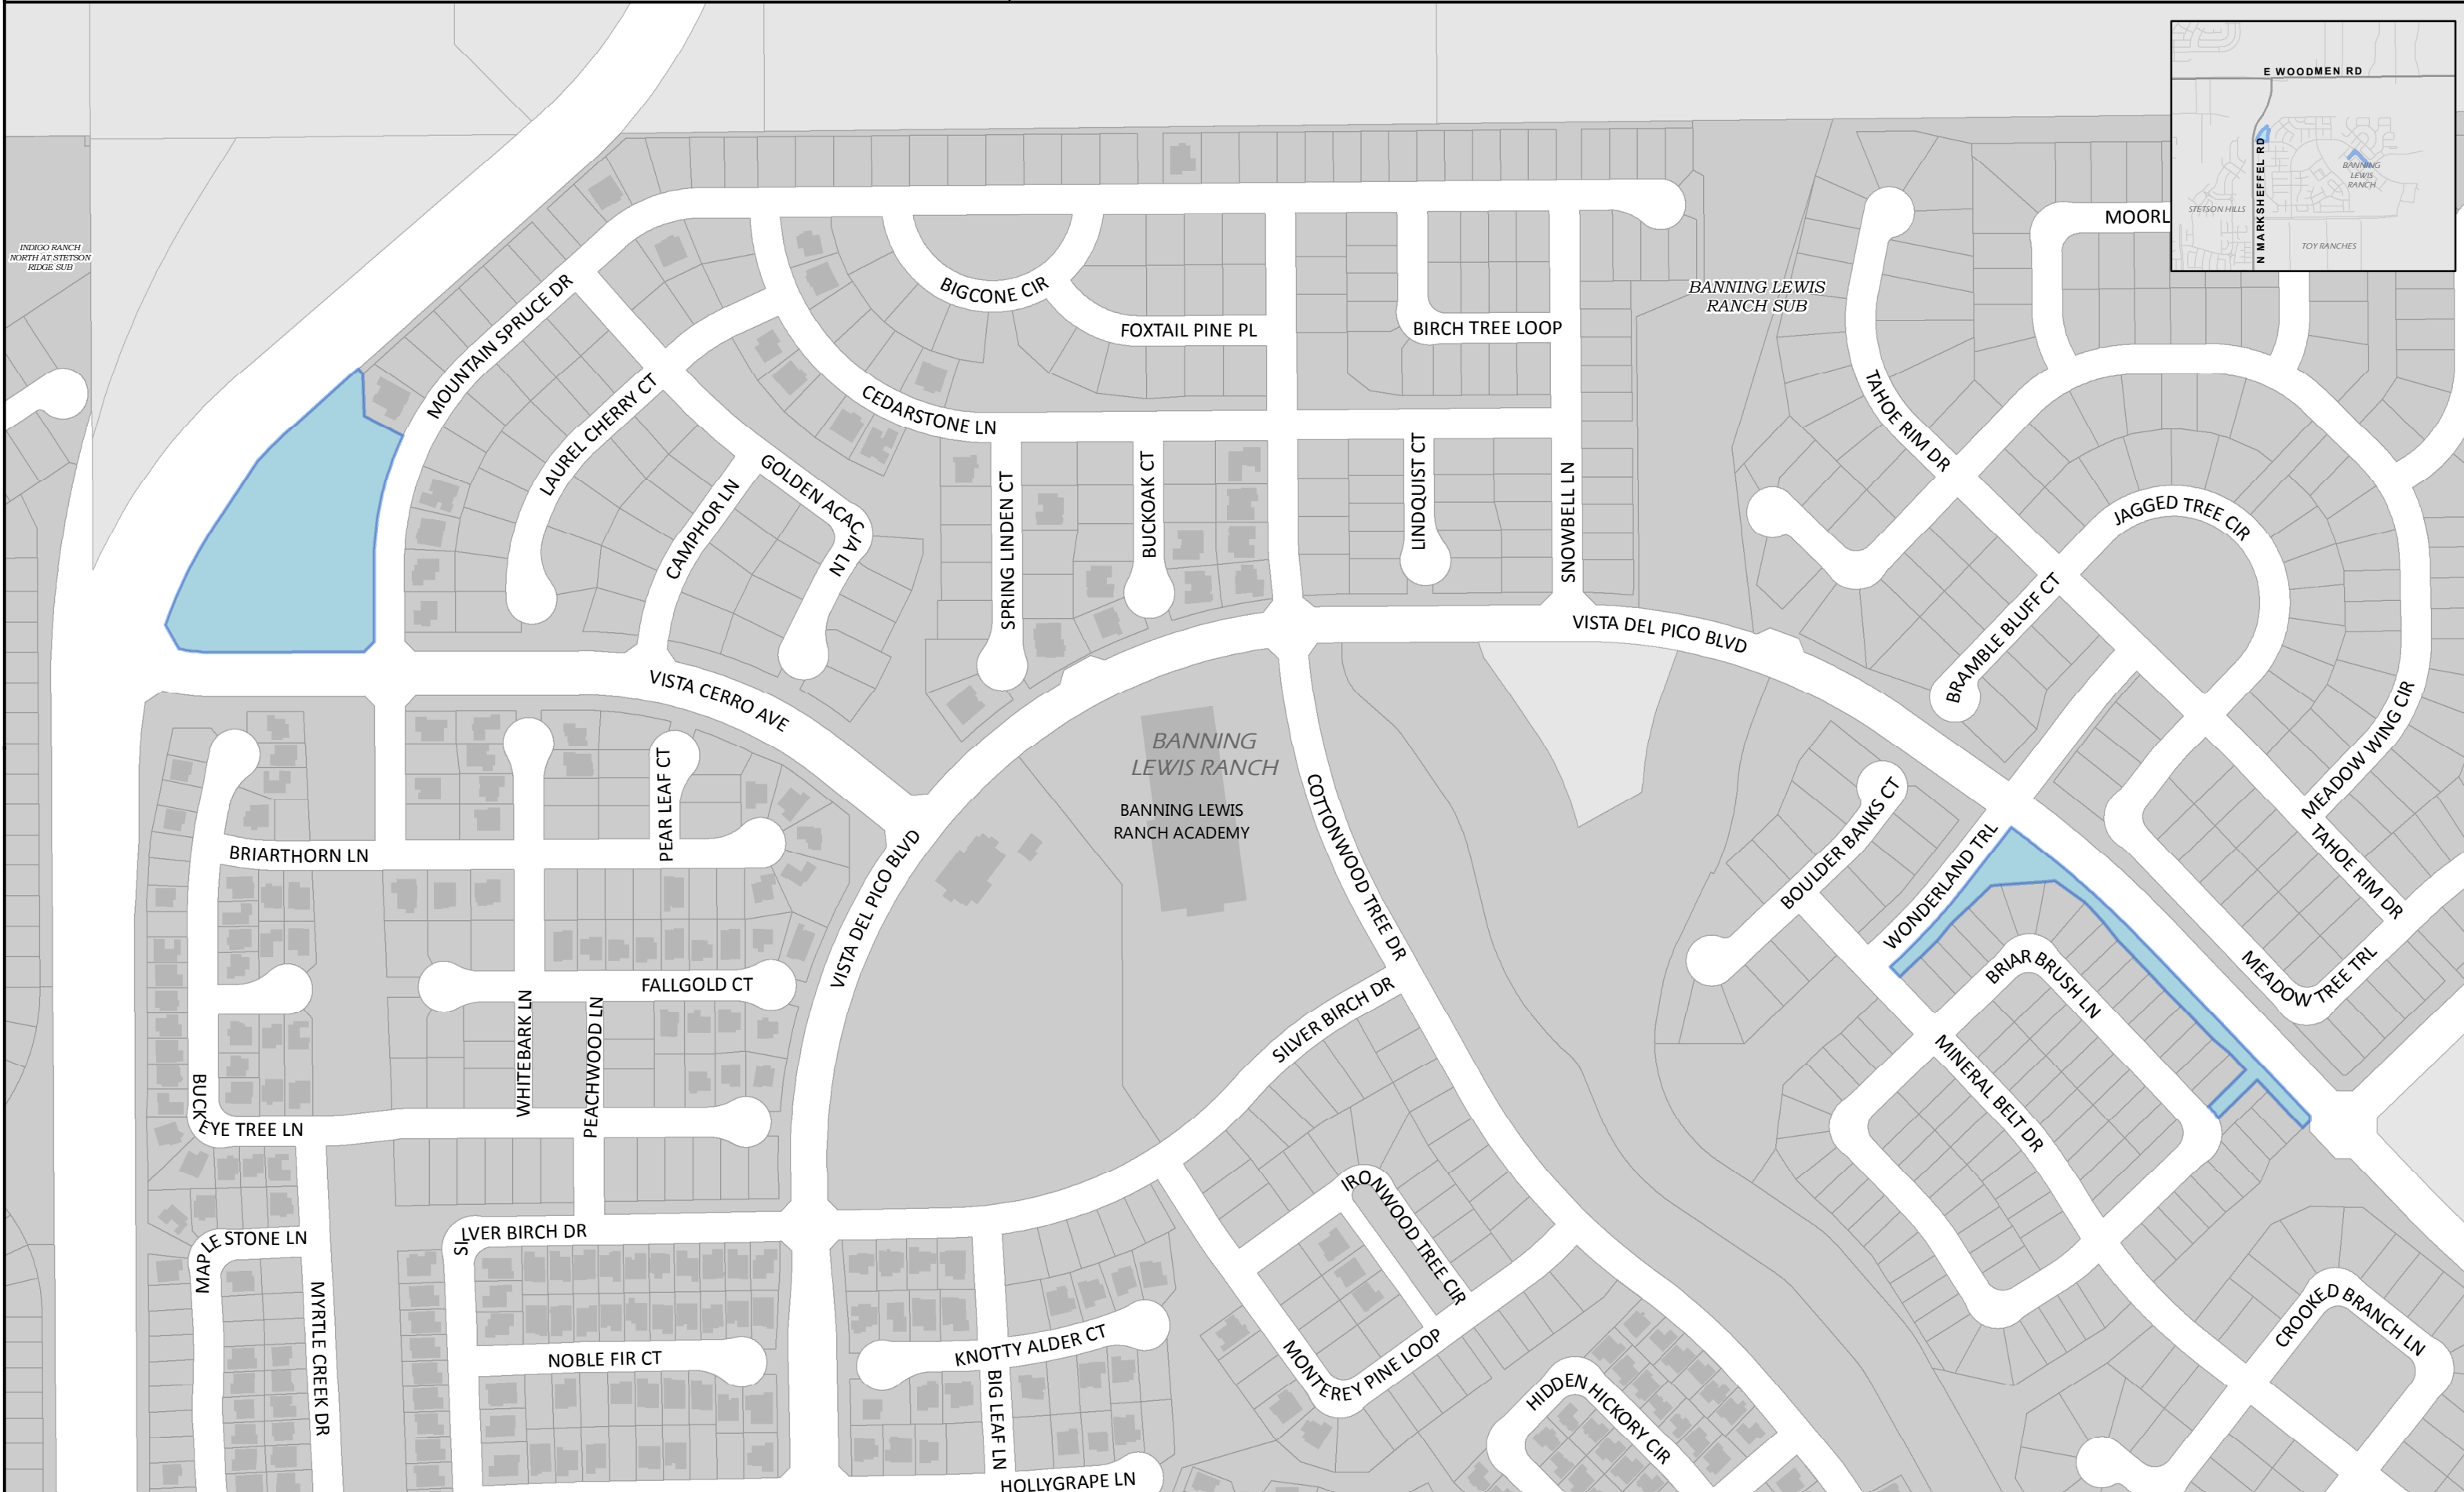 E WOODMEN RD
N MARKSHEFFEL RD
BANNING
LEWIS
RANCH
STETSON HILLS
TOY RANCHES
INDIGO RANCH
NORTH AT STETSON
RIDGE SUB
MOORL
BANNING LEWIS
RANCH SUB
MOUNTAIN SPRUCE DR
BIGCONE CIR
FOXTAIL PINE PL
BIRCH TREE LOOP
LAUREL CHERRY CT
CEDARSTONE LN
TAHOE RIM DR
GOLDEN ACACIA LN
CAMPHOR LN
SPRING LINDEN CT
BUCKOAK CT
LINDQUIST CT
SNOWBELL LN
JAGGED TREE CIR
BRAMBLE BLUFF CT
VISTA DEL PICO BLVD
VISTA CERRO AVE
MEADOW WING CIR
BANNING
LEWIS RANCH
BANNING LEWIS
RANCH ACADEMY
PEAR LEAF CT
BRIARTHORN LN
VISTA DEL PICO BLVD
COTTONWOOD TREE DR
BOULDER BANKS CT
WONDERLAND TRL
TAHOE RIM DR
MEADOW TREE TRL
BRIAR BRUSH LN
FALLGOLD CT
WHITEBARK LN
PEACHWOOD LN
SILVER BIRCH DR
MINERAL BELT DR
BUCKEYE TREE LN
IRONWOOD TREE CIR
MAPLE STONE LN
SILVER BIRCH DR
MYRTLE CREEK DR
NOBLE FIR CT
KNOTTY ALDER CT
BIG LEAF LN
MONTEREY PINE LOOP
HIDDEN HICKORY CIR
CROOKED BRANCH LN
HOLLYGRAPE LN